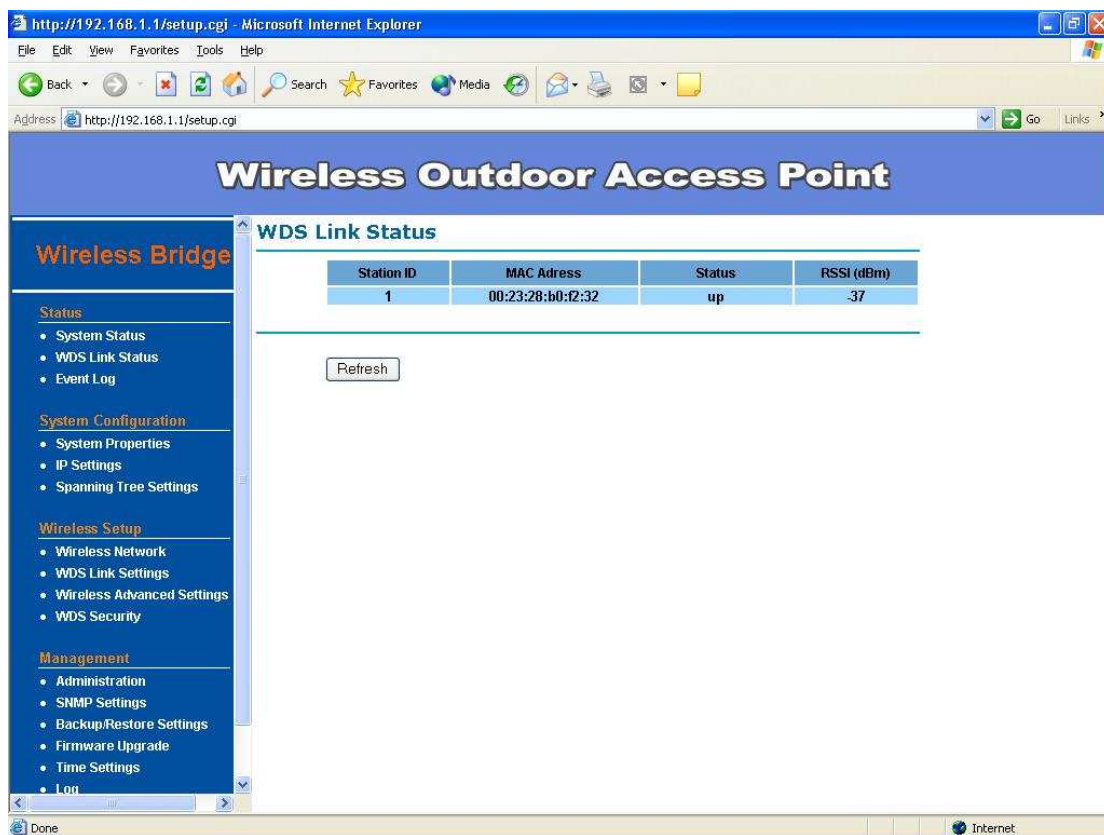 http://192.168.1.1/setup.cgi - Microsoft Internet Explorer
File Edit View Favorites Tools Help
Back Search Favorites Media
Address http://192.168.1.1/setup.cgi Go Links
Wireless Outdoor Access Point
Wireless Bridge
Status
System Status
WDS Link Status
Event Log
System Configuration
System Properties
IP Settings
Spanning Tree Settings
Wireless Setup
Wireless Network
WDS Link Settings
Wireless Advanced Settings
WDS Security
Management
Administration
SNMP Settings
Backup/Restore Settings
Firmware Upgrade
Time Settings
Log
WDS Link Status
Station ID MAC Adress Status RSSI (dBm)
1 00:23:28:b0:f2:32 up -37
Refresh
Done Internet